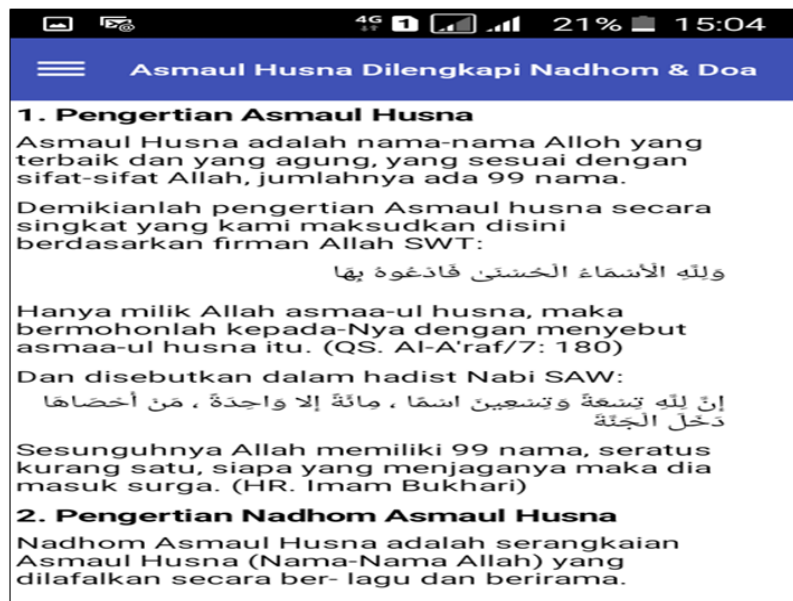 4G 1 21% 15:04
Asmaul Husna Dilengkapi Nadhom & Doa
1. Pengertian Asmaul Husna
Asmaul Husna adalah nama-nama Alloh yang
terbaik dan yang agung, yang sesuai dengan
sifat-sifat Allah, jumlahnya ada 99 nama.
Demikianlah pengertian Asmaul husna secara
singkat yang kami maksudkan disini
berdasarkan firman Allah SWT:
وَلِلَّهِ الْأَسْمَاءُ الْحُسْنَىٰ فَادْعُوهُ بِهَا
Hanya milik Allah asmaa-ul husna, maka
bermohonlah kepada-Nya dengan menyebut
asmaa-ul husna itu. (QS. Al-A'raf/7: 180)
Dan disebutkan dalam hadist Nabi SAW:
إِنَّ لِلَّهِ تِسْعَةً وَتِسْعِينَ اسْمًا ، مِائَةً إِلا وَاحِدَةً ، مَنْ أَحْصَاهَا
دَخَلَ الْجَنَّةَ
Sesungguhnya Allah memiliki 99 nama, seratus
kurang satu, siapa yang menjaganya maka dia
masuk surga. (HR. Imam Bukhari)
2. Pengertian Nadhom Asmaul Husna
Nadhom Asmaul Husna adalah serangkaian
Asmaul Husna (Nama-Nama Allah) yang
dilafalkan secara ber- lagu dan berirama.